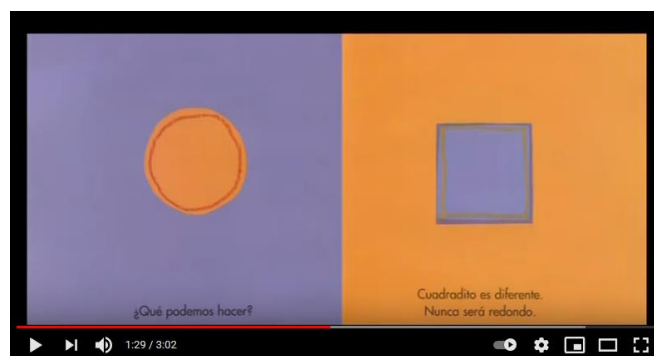 ¿Qué podemos hacer?
Cuadradito es diferente.
Nunca será redondo.
1:29 / 3:02